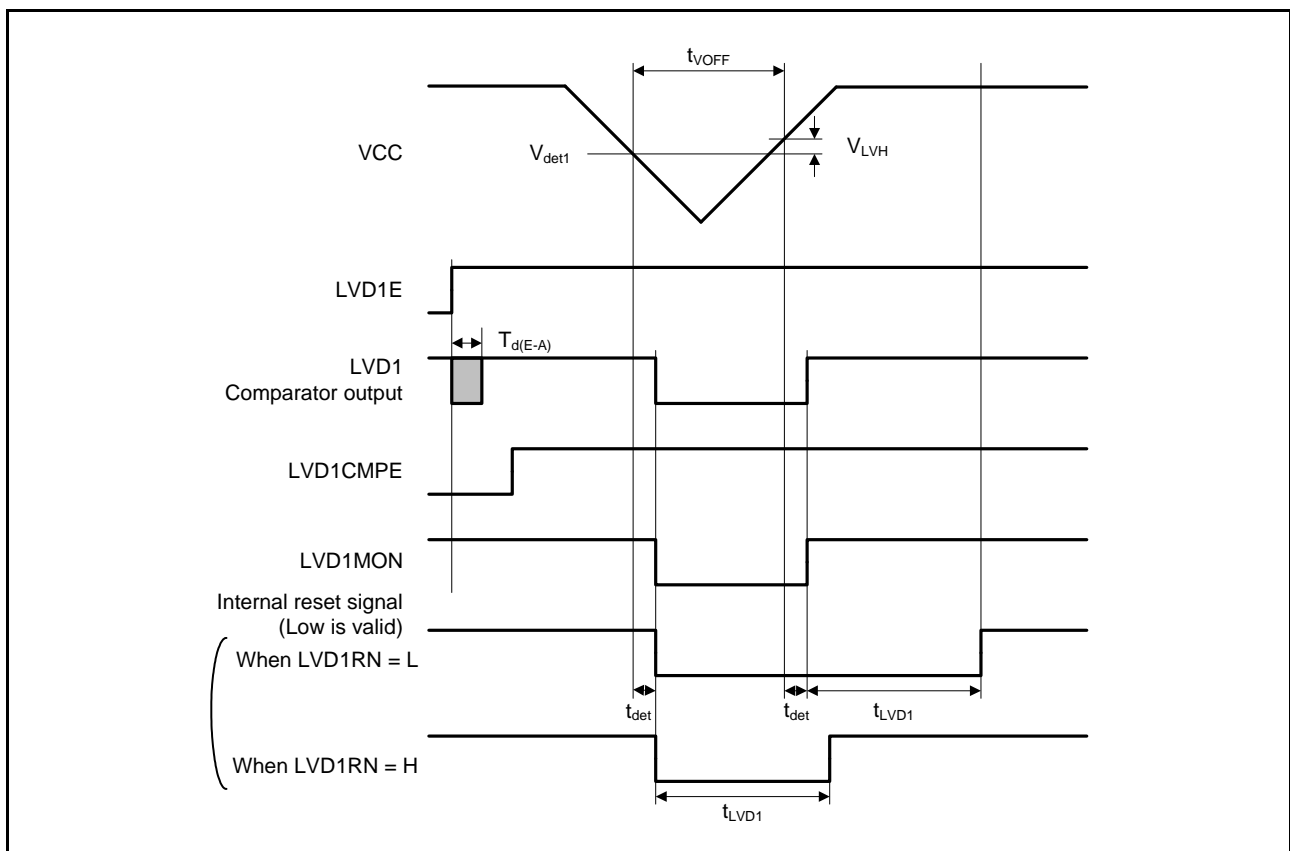 tVOFF
VCC
Vdet1
VLVH
LVD1E
Td(E-A)
LVD1
Comparator output
LVD1CMPE
LVD1MON
Internal reset signal
(Low is valid)
When LVD1RN = L
tdet
tdet
tLVD1
When LVD1RN = H
tLVD1